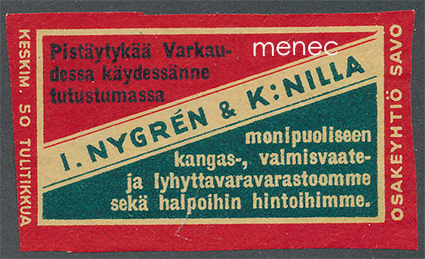 menec
Pistäytykää Varkau-
dessa käydessänne
tutustumassa
I. NYGRÉN & K:NILLA
monipuoliseen
kangas-, valmisvaate-
ja lyhyttavaravarastoomme
sekä halpoihin hintoihimme.
KESKIM. 50 TULITIKKUA
OSAKEYHTIÖ SAVO